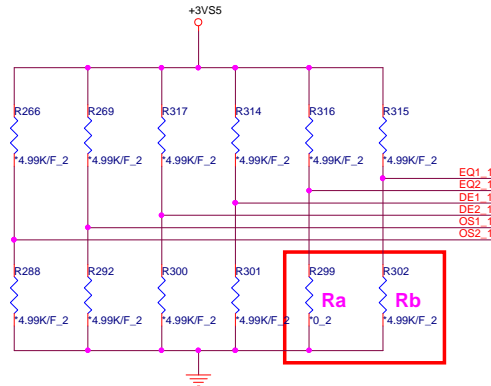 +3VS5
R266 R269 R317 R314 R316 R315
*4.99K/F_2 *4.99K/F_2 *4.99K/F_2 *4.99K/F_2 *4.99K/F_2 *4.99K/F_2
EQ1_1
EQ2_1
DE1_1
DE2_1
OS1_1
OS2_1
R288 R292 R300 R301 R299 R302
Ra Rb
*4.99K/F_2 *4.99K/F_2 *4.99K/F_2 *4.99K/F_2 *0_2 *4.99K/F_2